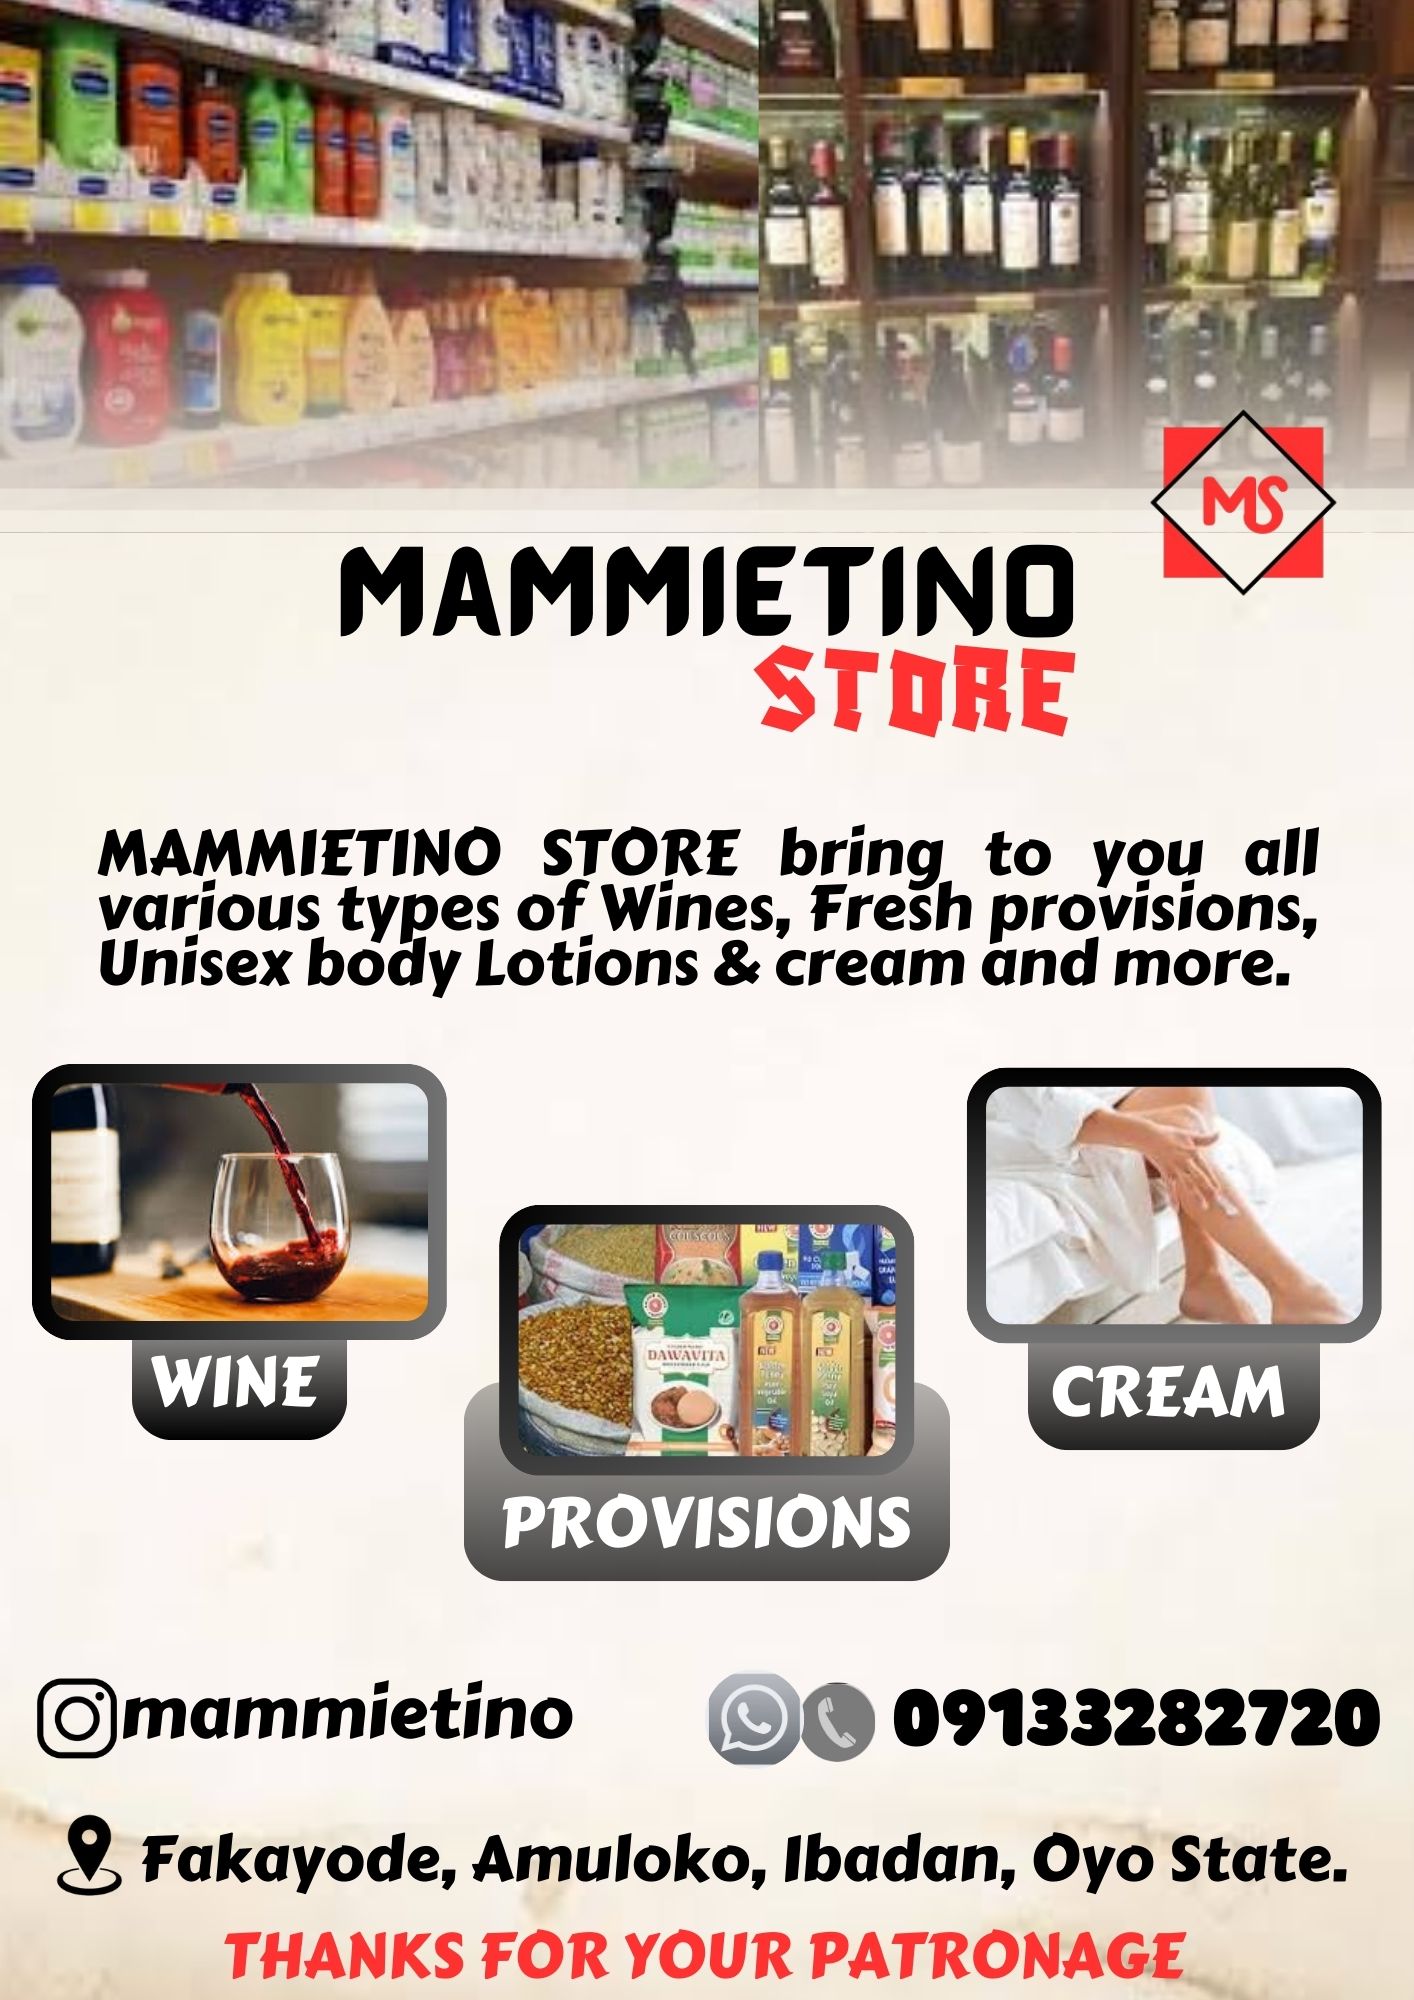 MS
MAMMIETINO
STORE
MAMMIETINO STORE bring to you all
various types of Wines, Fresh provisions,
Unisex body Lotions & cream and more.
WINE
COUSCOUS
DAWAVITA
CREAM
PROVISIONS
mammietino
09133282720
Fakayode, Amuloko, Ibadan, Oyo State.
THANKS FOR YOUR PATRONAGE